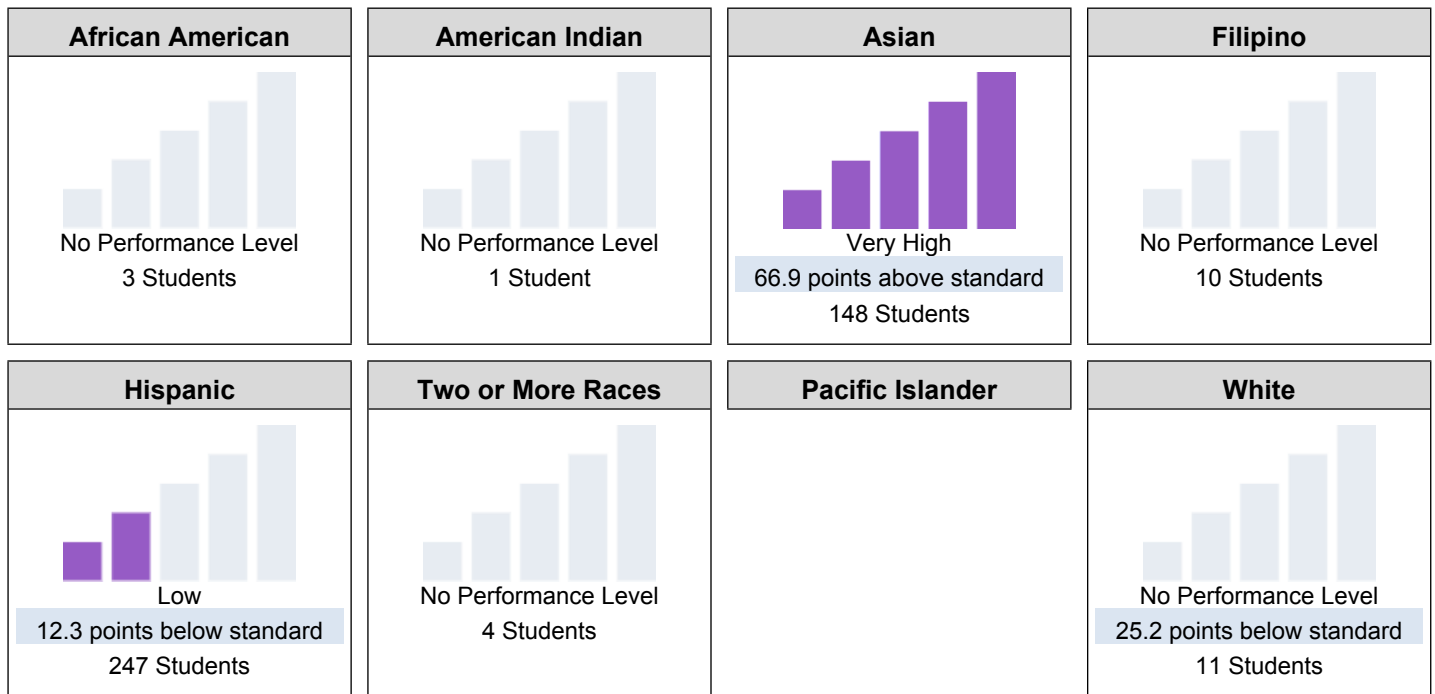 African American
No Performance Level
3 Students
American Indian
No Performance Level
1 Student
Asian
Very High
66.9 points above standard
148 Students
Filipino
No Performance Level
10 Students
Hispanic
Low
12.3 points below standard
247 Students
Two or More Races
No Performance Level
4 Students
Pacific Islander
White
No Performance Level
25.2 points below standard
11 Students